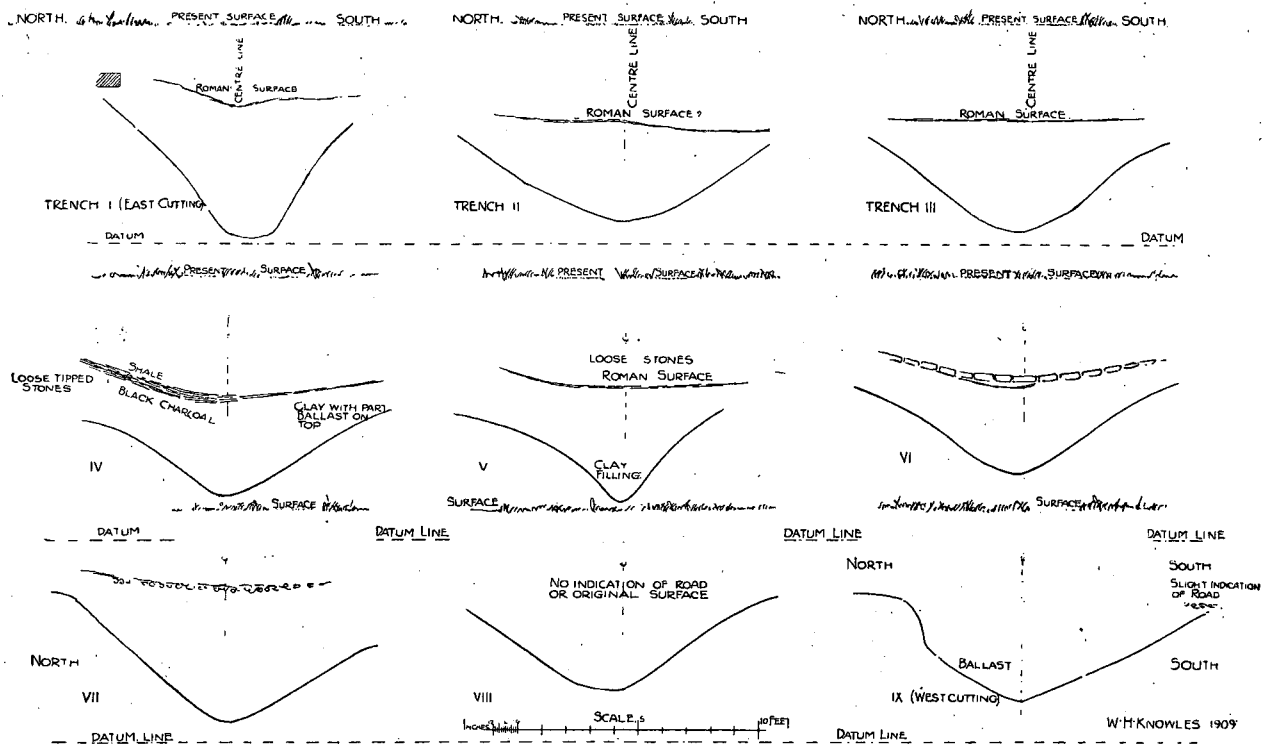 NORTH. PRESENT SURFACE SOUTH
NORTH. PRESENT SURFACE SOUTH
NORTH. PRESENT SURFACE SOUTH
CENTRE LINE
CENTRE LINE
CENTRE LINE
ROMAN SURFACE
ROMAN SURFACE?
ROMAN SURFACE.
TRENCH I (EAST CUTTING)
TRENCH II
TRENCH III
DATUM
DATUM
PRESENT SURFACE
PRESENT SURFACE
PRESENT SURFACE
SHALE
LOOSE TIPPED
STONES
BLACK CHARCOAL
CLAY WITH PART
BALLAST ON
TOP
IV
LOOSE STONES
ROMAN SURFACE
CLAY
FILLING
V
VI
SURFACE
SURFACE
SURFACE
DATUM
DATUM LINE
DATUM LINE
DATUM LINE
NORTH
VII
NO INDICATION OF ROAD
OR ORIGINAL SURFACE
VIII
NORTH
SOUTH
SLIGHT INDICATION
OF ROAD
BALLAST
SOUTH
IX (WEST CUTTING)
INCHES SCALE 5 10 FEET
W·H·KNOWLES 1909
DATUM LINE
DATUM LINE